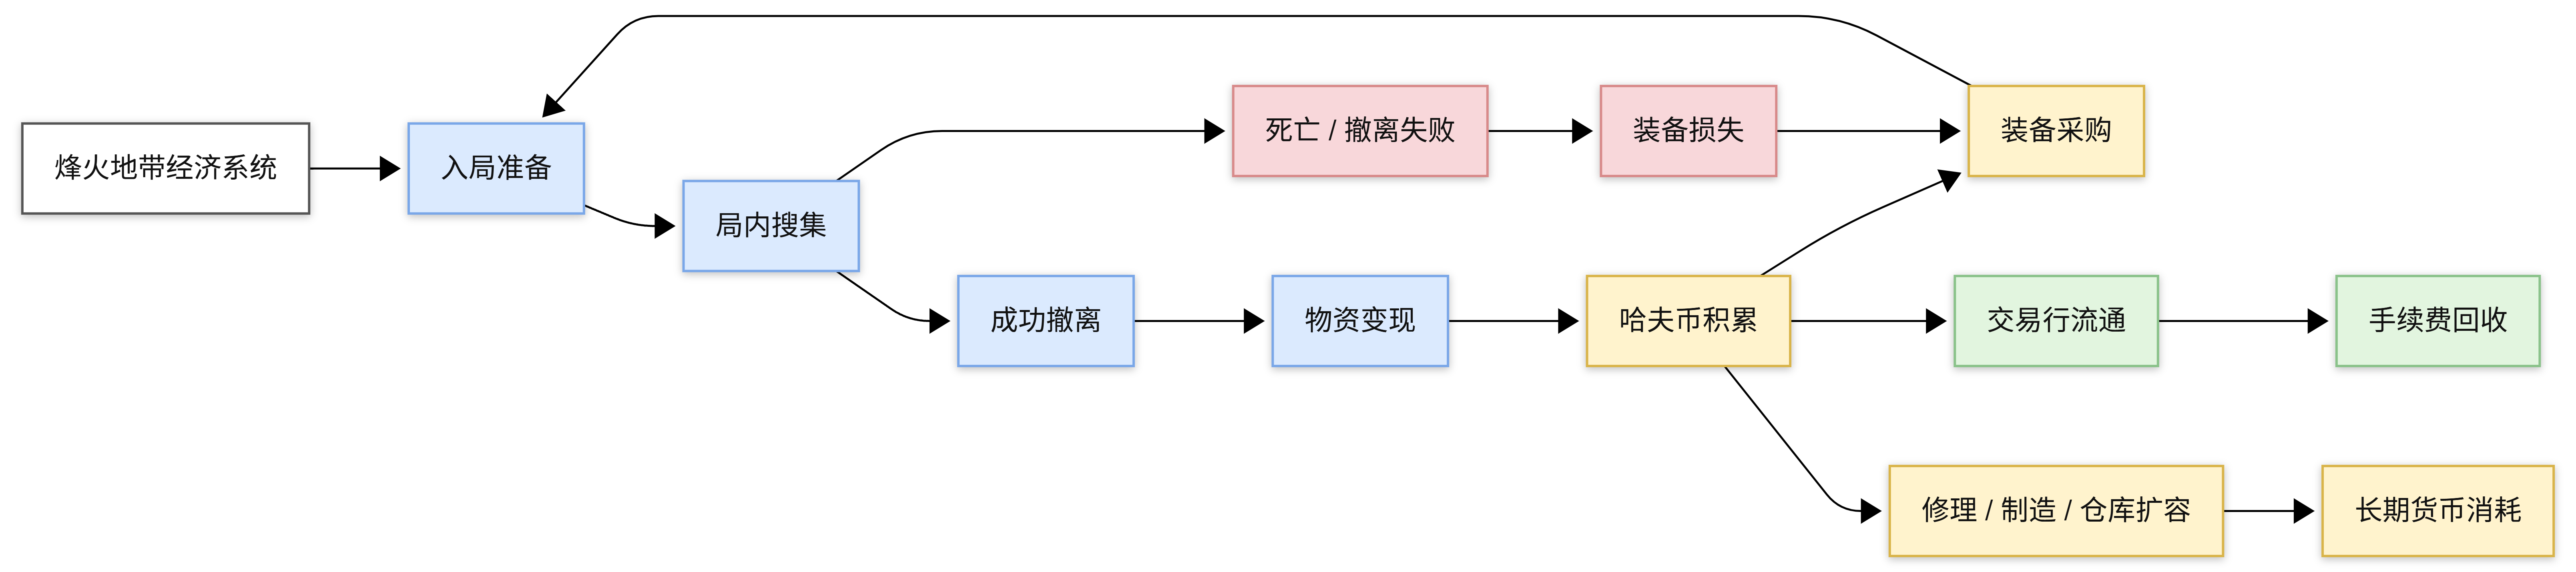 烽火地带经济系统
入局准备
局内搜集
死亡 / 撤离失败
装备损失
装备采购
成功撤离
物资变现
哈夫币积累
交易行流通
手续费回收
修理 / 制造 / 仓库扩容
长期货币消耗